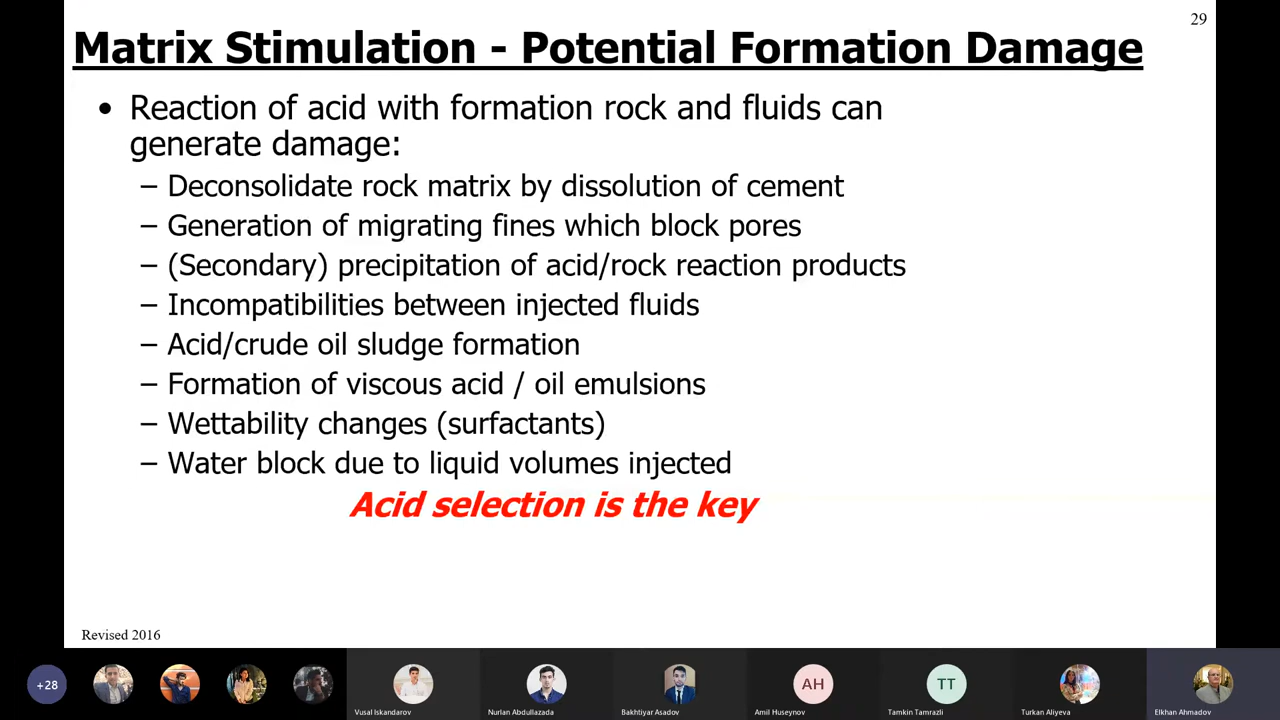 29
Matrix Stimulation - Potential Formation Damage
• Reaction of acid with formation rock and fluids can
generate damage:
– Deconsolidate rock matrix by dissolution of cement
– Generation of migrating fines which block pores
– (Secondary) precipitation of acid/rock reaction products
– Incompatibilities between injected fluids
– Acid/crude oil sludge formation
– Formation of viscous acid / oil emulsions
– Wettability changes (surfactants)
– Water block due to liquid volumes injected
Acid selection is the key
Revised 2016
+28
AH
TT
Vusal Iskandarov
Nurlan Abdullazada
Bakhtiyar Asadov
Amil Huseynov
Tamkin Tamrazli
Turkan Aliyeva
Elkhan Ahmadov